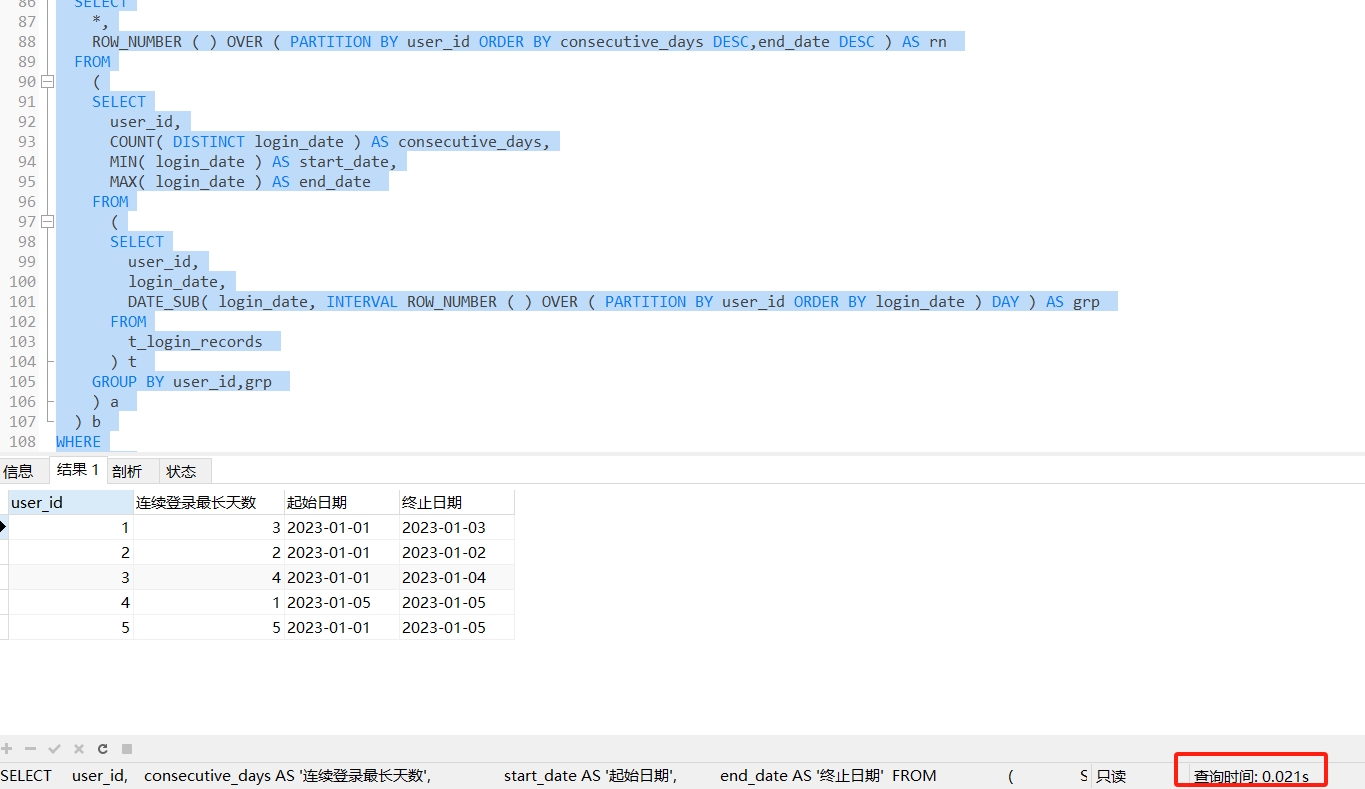 86 SELECT
87 *,
88 ROW_NUMBER ( ) OVER ( PARTITION BY user_id ORDER BY consecutive_days DESC,end_date DESC ) AS rn
89 FROM
90 (
91 SELECT
92 user_id,
93 COUNT( DISTINCT login_date ) AS consecutive_days,
94 MIN( login_date ) AS start_date,
95 MAX( login_date ) AS end_date
96 FROM
97 (
98 SELECT
99 user_id,
100 login_date,
101 DATE_SUB( login_date, INTERVAL ROW_NUMBER ( ) OVER ( PARTITION BY user_id ORDER BY login_date ) DAY ) AS grp
102 FROM
103 t_login_records
104 ) t
105 GROUP BY user_id,grp
106 ) a
107 ) b
108 WHERE
信息 结果 1 剖析 状态
user_id 连续登录最长天数 起始日期 终止日期
1 3 2023-01-01 2023-01-03
2 2 2023-01-01 2023-01-02
3 4 2023-01-01 2023-01-04
4 1 2023-01-05 2023-01-05
5 5 2023-01-01 2023-01-05
SELECT user_id, consecutive_days AS '连续登录最长天数', start_date AS '起始日期', end_date AS '终止日期' FROM ( S 只读 查询时间: 0.021s